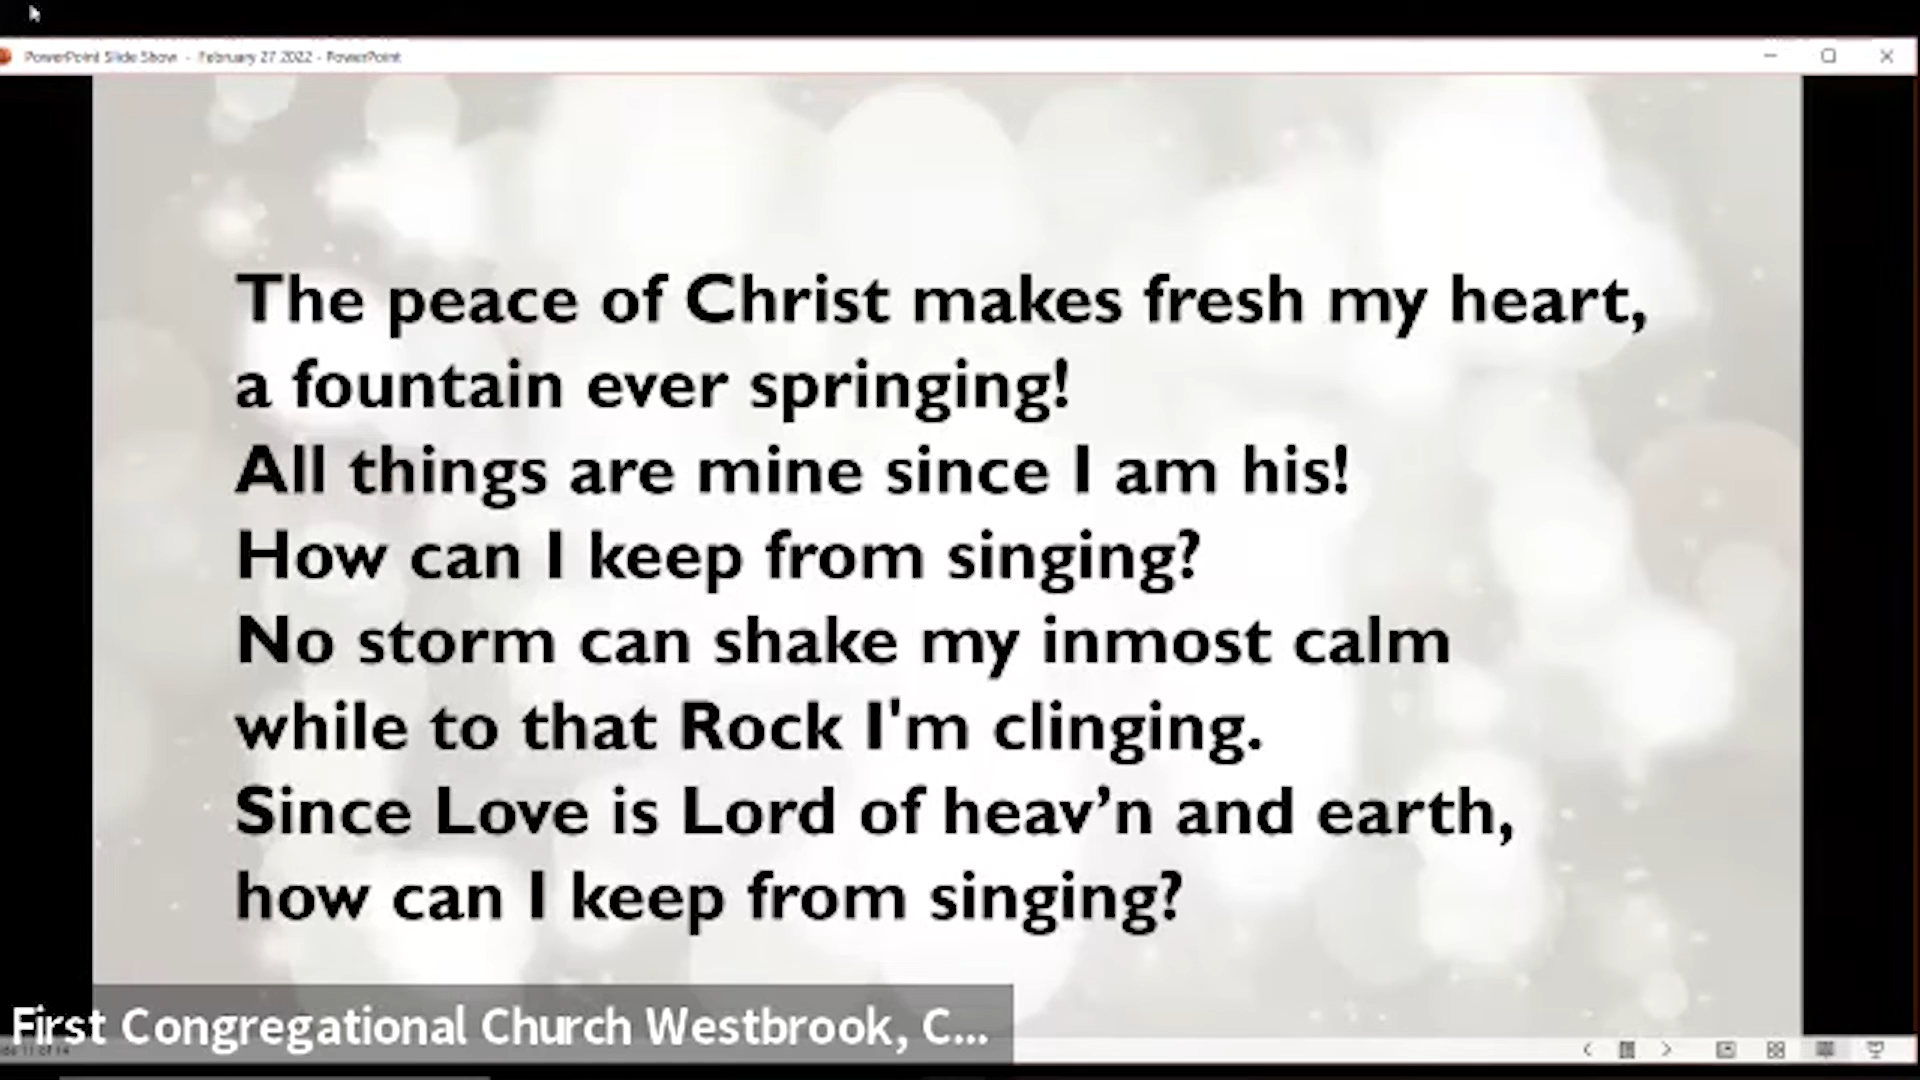 PowerPoint Slide Show - February 27 2022 - PowerPoint
The peace of Christ makes fresh my heart,
a fountain ever springing!
All things are mine since I am his!
How can I keep from singing?
No storm can shake my inmost calm
while to that Rock I'm clinging.
Since Love is Lord of heav’n and earth,
how can I keep from singing?
First Congregational Church Westbrook, C...